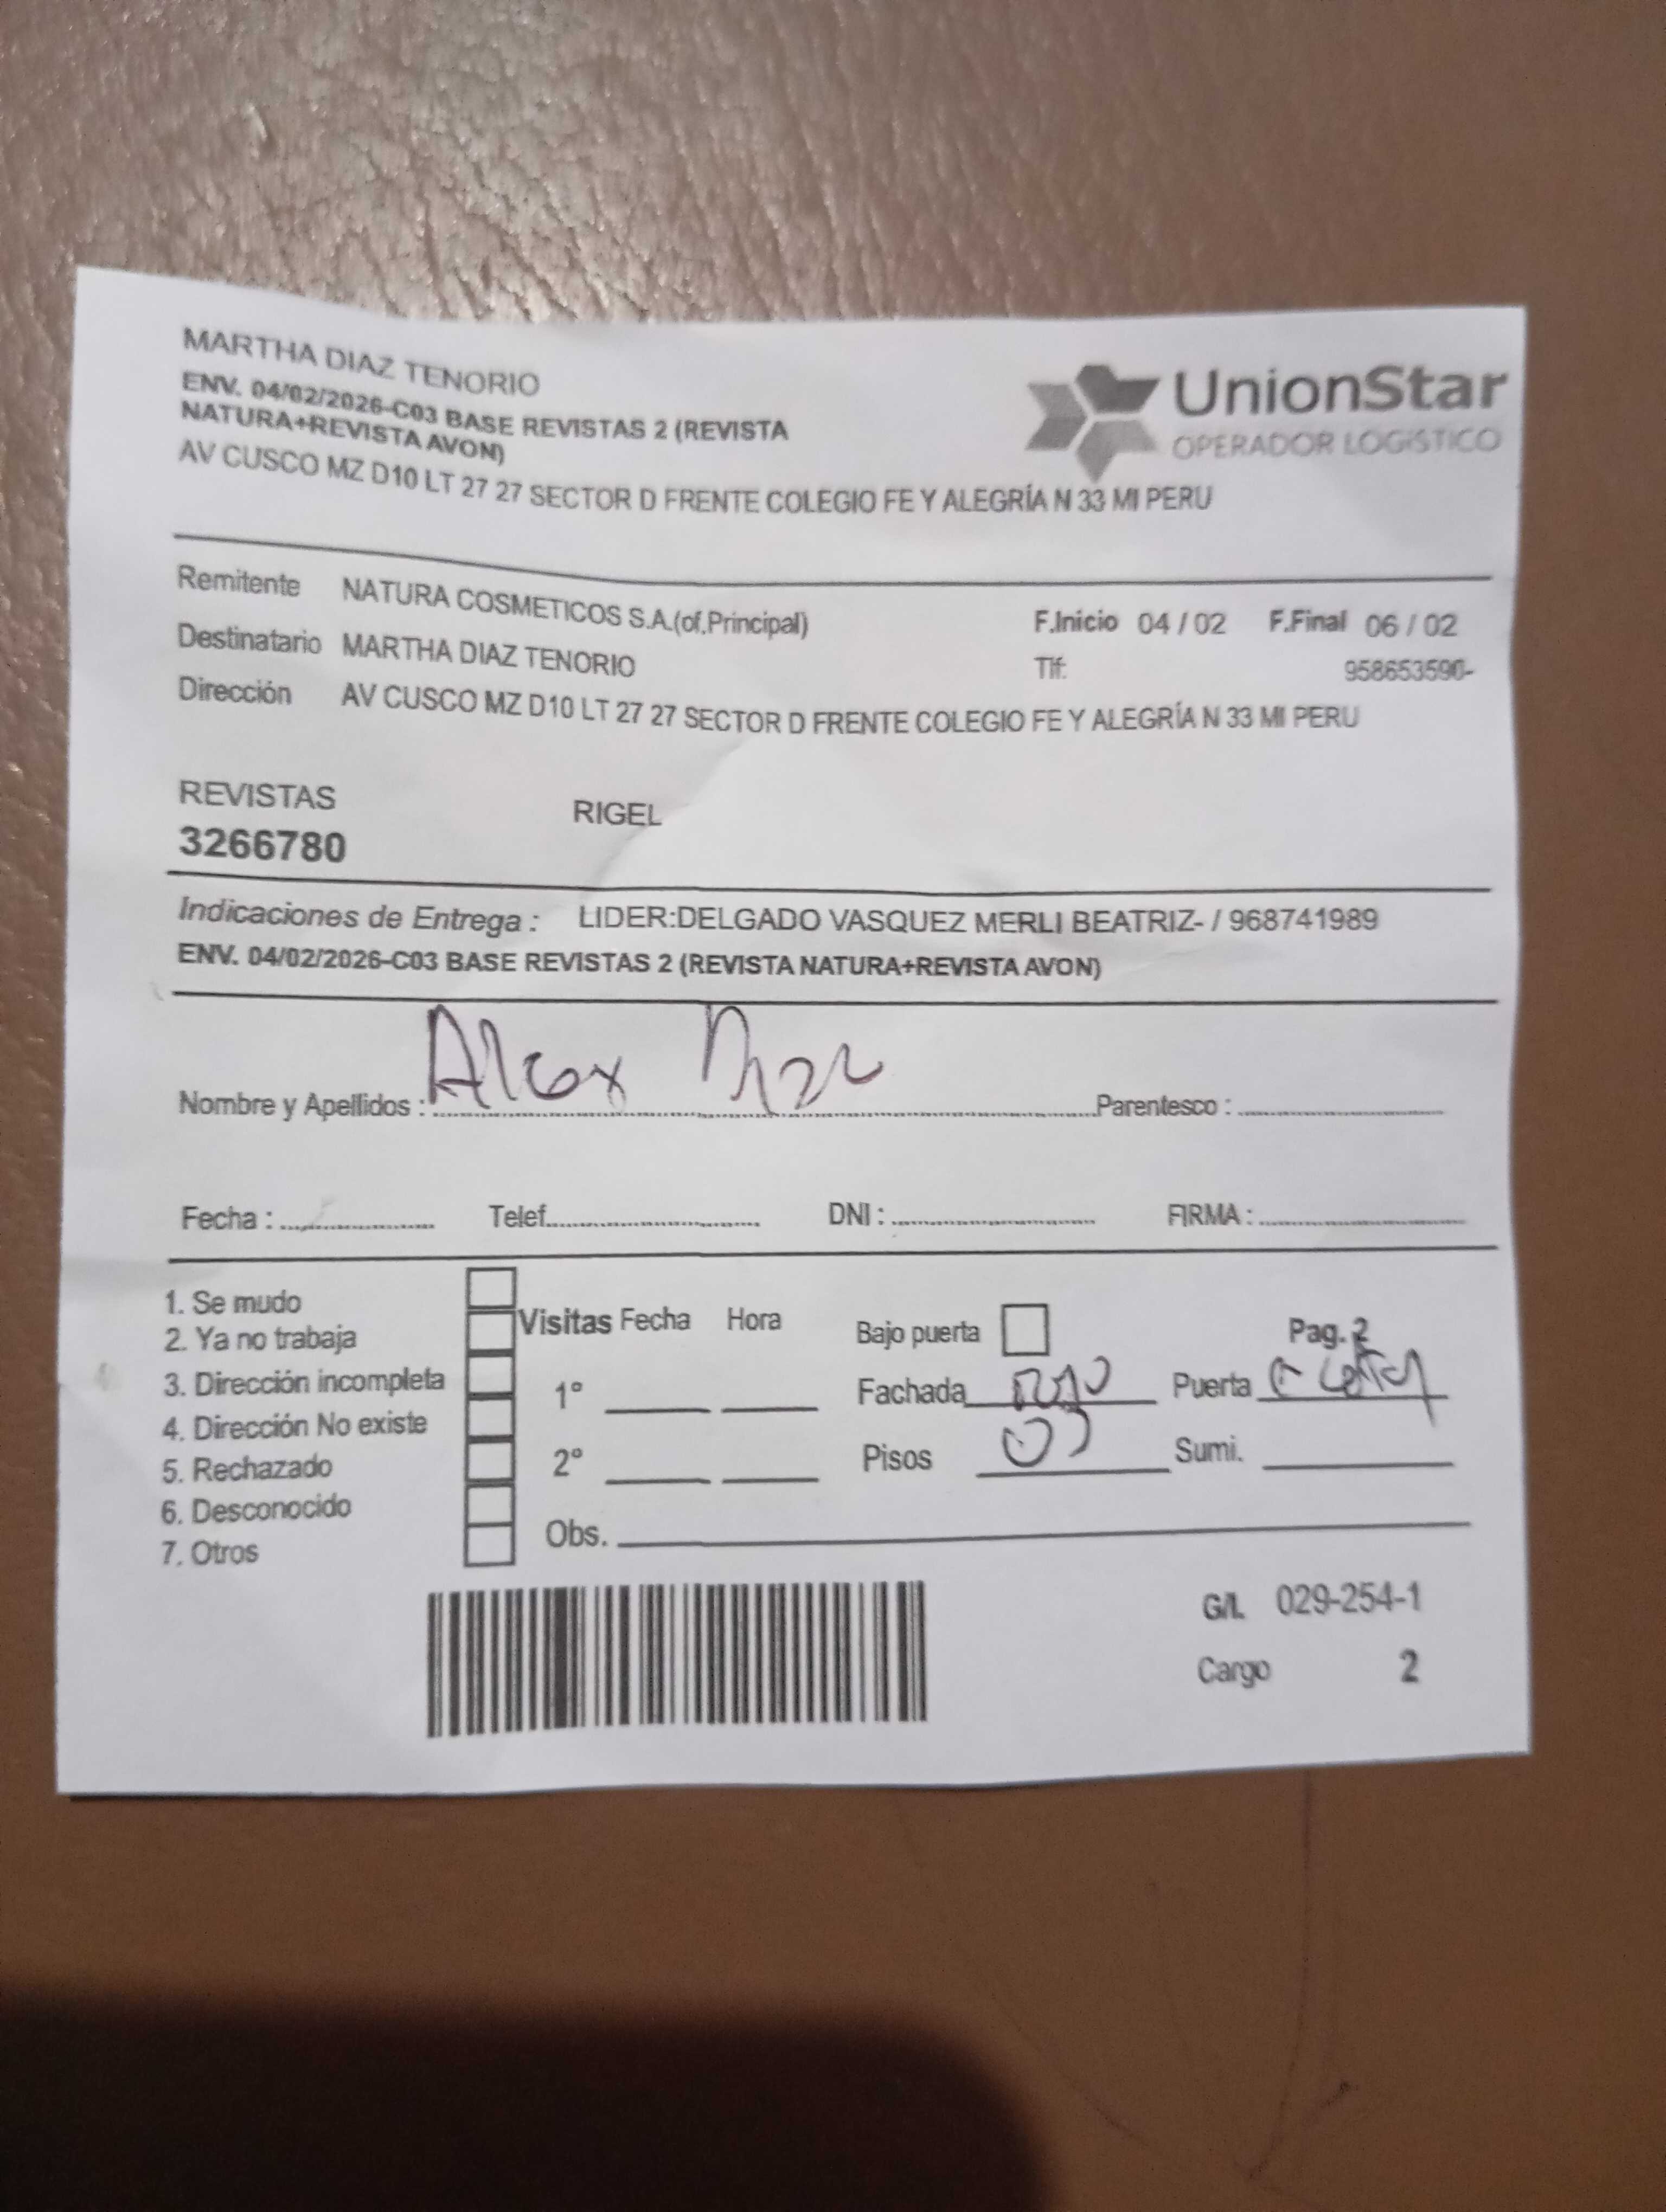 MARTHA DIAZ TENORIO
ENV. 04/02/2026-C03 BASE REVISTAS 2 (REVISTA
NATURA+REVISTA AVON)
AV CUSCO MZ D10 LT 27 27 SECTOR D FRENTE COLEGIO FE Y ALEGRÍA N 33 MI PERU
UnionStar
OPERADOR LOGÍSTICO
Remitente NATURA COSMETICOS S.A.(of,Principal) F.Inicio 04 / 02 F.Final 06 / 02
Destinatario MARTHA DIAZ TENORIO Tlf: 958653590-
Dirección AV CUSCO MZ D10 LT 27 27 SECTOR D FRENTE COLEGIO FE Y ALEGRÍA N 33 MI PERU
REVISTAS RIGEL
3266780
Indicaciones de Entrega : LIDER:DELGADO VASQUEZ MERLI BEATRIZ- / 968741989
ENV. 04/02/2026-C03 BASE REVISTAS 2 (REVISTA NATURA+REVISTA AVON)
Nombre y Apellidos : Alex Diaz Parentesco :
Fecha : Telef. DNI : FIRMA :
1. Se mudo
2. Ya no trabaja
3. Dirección incompleta
4. Dirección No existe
5. Rechazado
6. Desconocido
7. Otros
Visitas Fecha Hora
1°
2°
Obs.
Bajo puerta Pag. 2
Fachada rojo Puerta
Pisos 03 Sumi.
G/I. 029-254-1
Cargo 2